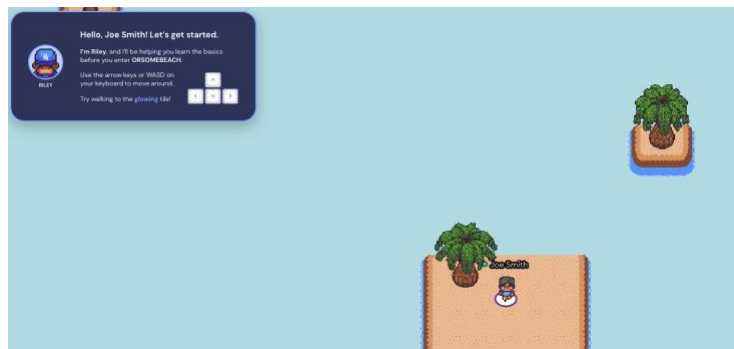 Hello, Joe Smith! Let's get started.
I'm Riley, and I'll be helping you learn the basics
before you enter ORSOMEBEACH.
Use the arrow keys or WASD on
your keyboard to move around.
Try walking to the glowing tile!
RILEY
Joe Smith